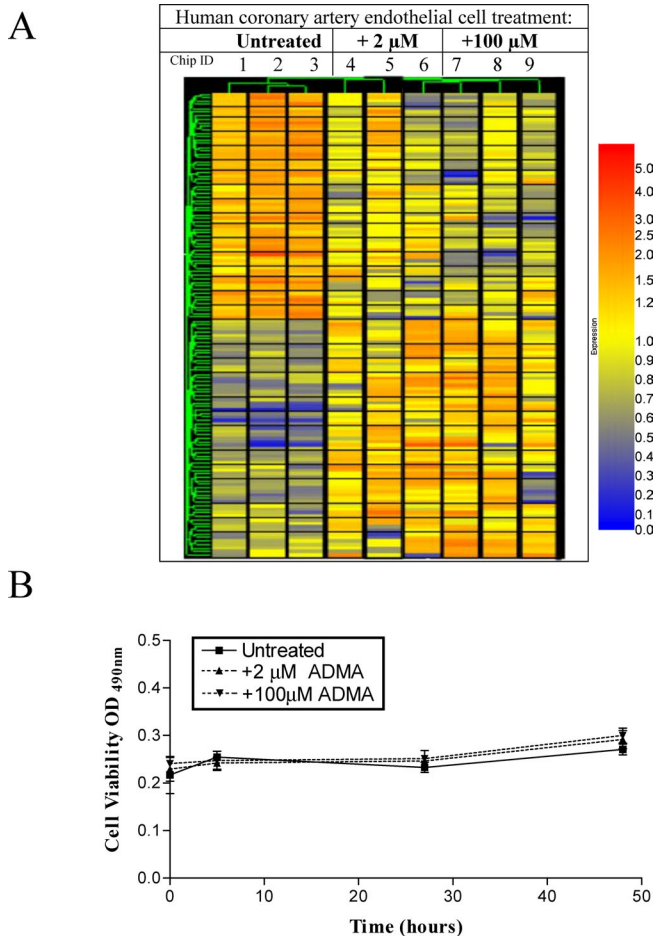 A
Human coronary artery endothelial cell treatment:
Untreated + 2 µM +100 µM
Chip ID 1 2 3 4 5 6 7 8 9
5.0
4.0
3.0
2.5
2.0
1.5
1.2
1.0
0.9
0.8
0.7
0.6
0.5
0.4
0.3
0.2
0.1
0.0
Expression
B
0.5
0.4
0.3
0.2
0.1
0.0
Cell Viability OD 490nm
Untreated
+2 µM ADMA
+100µM ADMA
0 10 20 30 40 50
Time (hours)